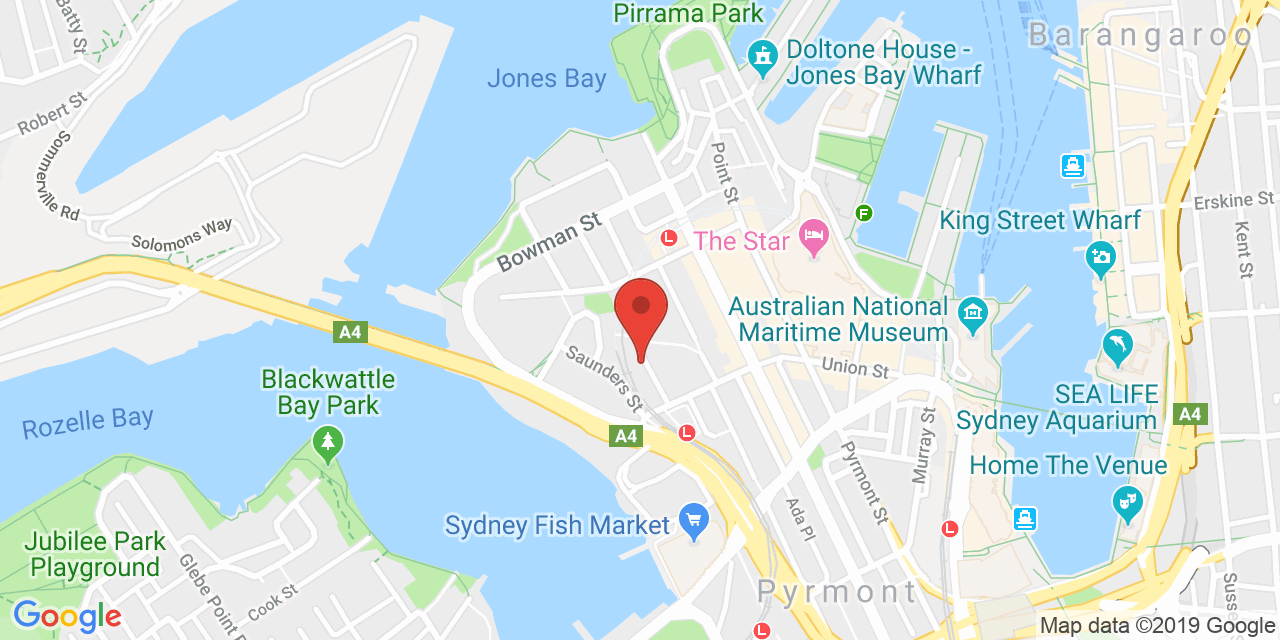 Pirrama Park
Barangaroo
Batty St
Doltone House -
Jones Bay Wharf
Jones Bay
Robert St
Sommerville Rd
Point St
Erskine St
Solomons Way
Bowman St
King Street Wharf
Kent St
F
L
The Star
Australian National
Maritime Museum
A4
Union St
Saunders St
Blackwattle
Bay Park
SEA LIFE
Sydney Aquarium
A4
Rozelle Bay
A4
L
Murray St
Pyrmont St
Home The Venue
Ada Pl
Sydney Fish Market
L
Jubilee Park
Playground
Glebe Point
Cook St
Pyrmont
Google
L
Map data ©2019 Google